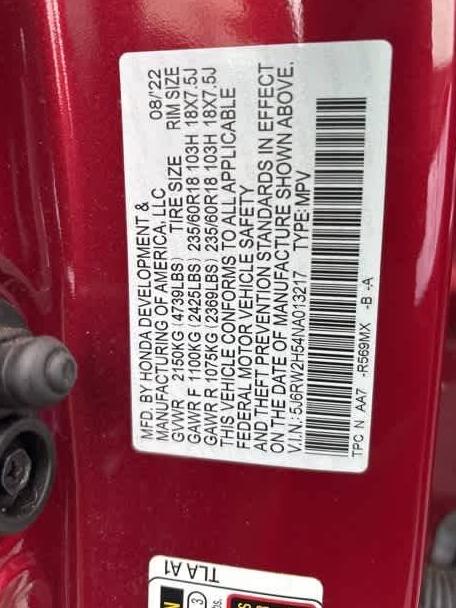 MFD. BY HONDA DEVELOPMENT &
MANUFACTURING OF AMERICA, LLC 08/'22
GVWR 2150KG (4739LBS) TIRE SIZE RIM SIZE
GAWR F 1100KG (2425LBS) 235/60R18 103H 18X7.5J
GAWR R 1075KG (2369LBS) 235/60R18 103H 18X7.5J
THIS VEHICLE CONFORMS TO ALL APPLICABLE
FEDERAL MOTOR VEHICLE SAFETY
AND THEFT PREVENTION STANDARDS IN EFFECT
ON THE DATE OF MANUFACTURE SHOWN ABOVE.
V.I.N.: 5J6RW2H54NA013217 TYPE: MPV
TPC N AA7 -R569MX -B -A
TLA A1